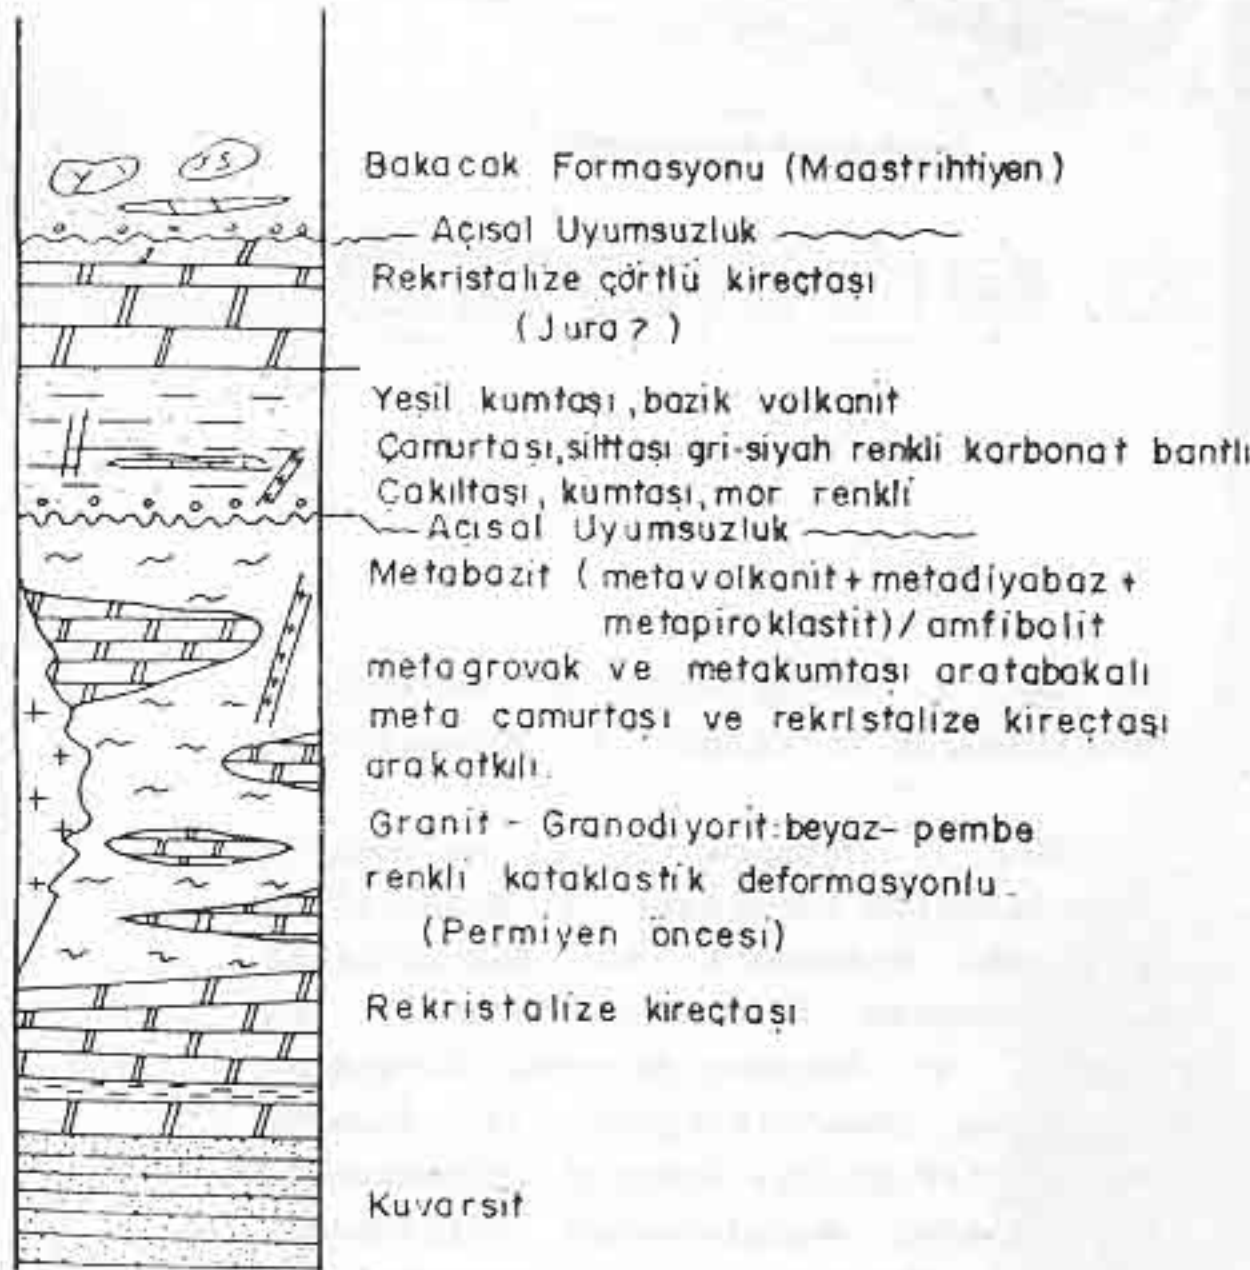 Bakacak Formasyonu (Maastrihtiyen)
Açısal Uyumsuzluk
Rekristalize çörtlü kireçtaşı
(Jura?)
Yeşil kumtaşı, bazik volkanit
Çamurtaşı, silttaşı gri-siyah renkli karbonat bantlı
Çakıltaşı, kumtaşı, mor renkli
Açısal Uyumsuzluk
Metabazit (metavolkanit + metadiyabaz +
metapiroklastit) / amfibolit
metagrovak ve metakumtaşı aratabakalı
meta çamurtaşı ve rekristalize kireçtaşı
arakatkılı.
Granit - Granodiyorit: beyaz - pembe
renkli kataklastik deformasyonlu.
(Permiyen öncesi)
Rekristalize kireçtaşı
Kuvarsit